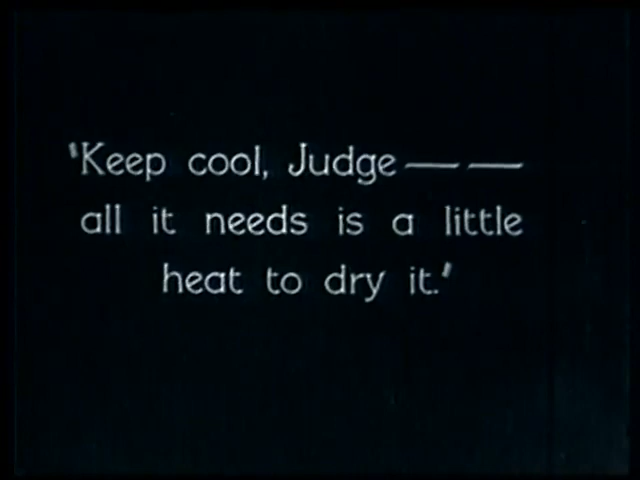 "Keep cool, Judge — —
all it needs is a little
heat to dry it."